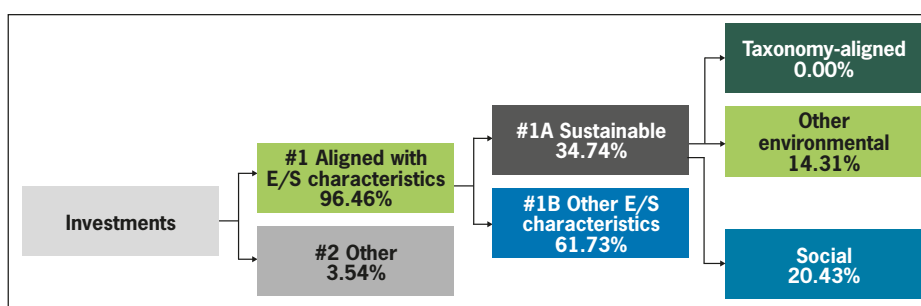 Investments
#1 Aligned with
E/S characteristics
96.46%
#2 Other
3.54%
#1A Sustainable
34.74%
#1B Other E/S
characteristics
61.73%
Taxonomy-aligned
0.00%
Other
environmental
14.31%
Social
20.43%